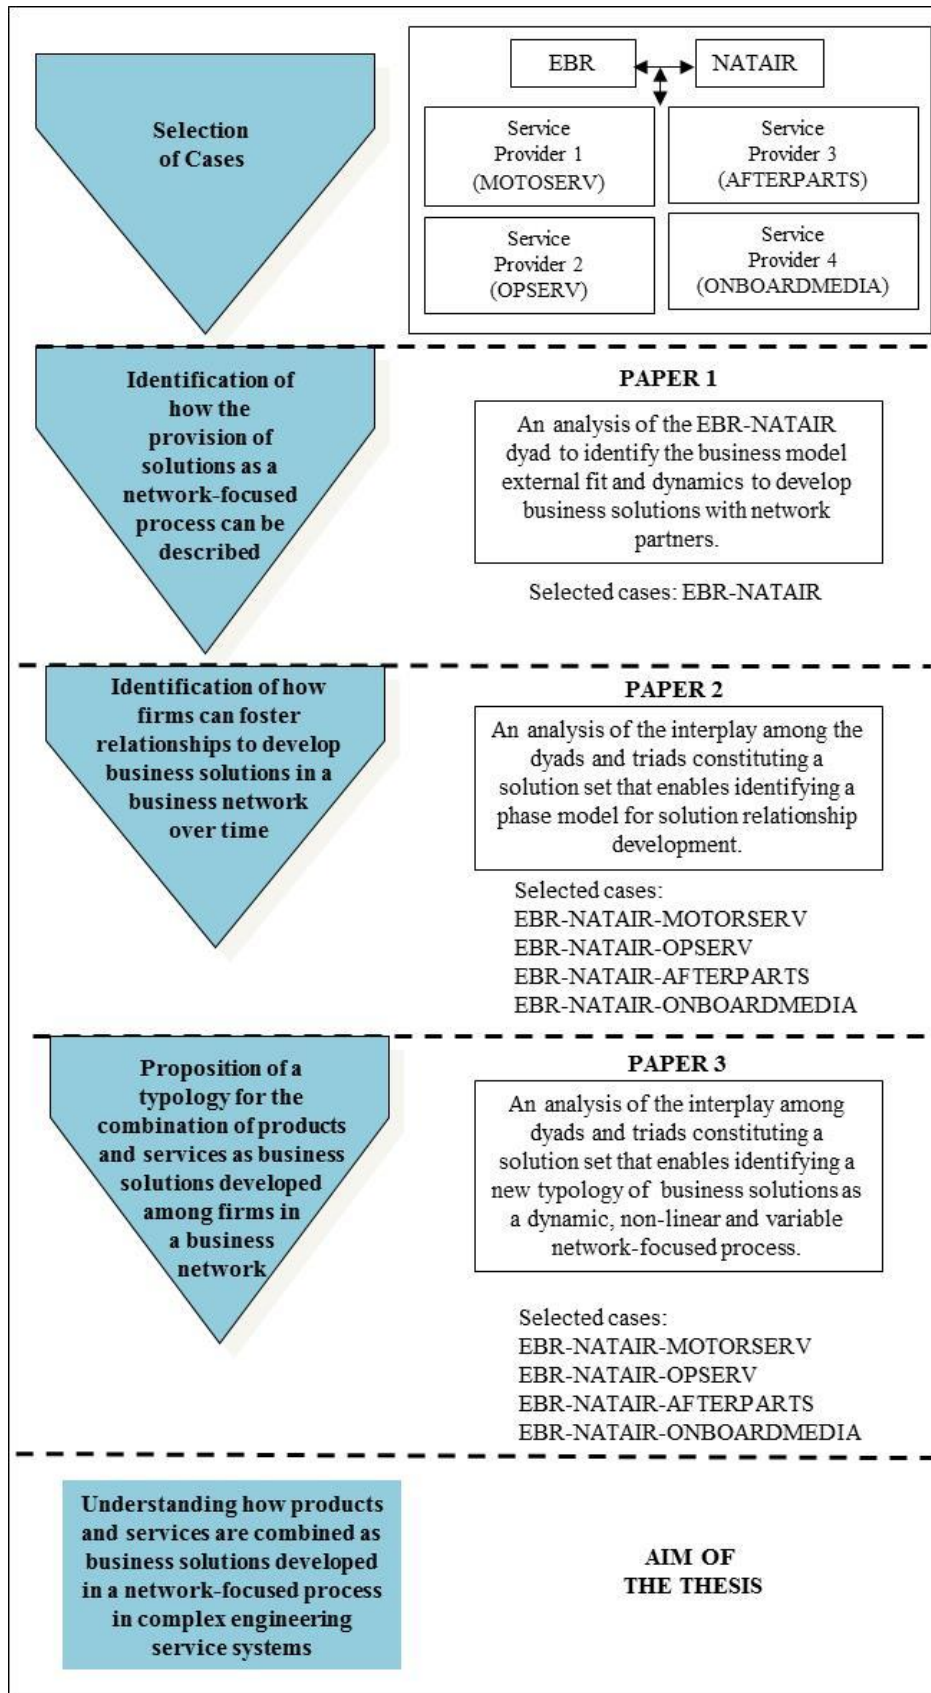 Selection
of Cases
EBR
NATAIR
Service
Provider 1
(MOTOSERV)
Service
Provider 3
(AFTERPARTS)
Service
Provider 2
(OPSERV)
Service
Provider 4
(ONBOARDMEDIA)
Identification of
how the
provision of
solutions as a
network-focused
process can be
described
PAPER 1
An analysis of the EBR-NATAIR
dyad to identify the business model
external fit and dynamics to develop
business solutions with network
partners.
Selected cases: EBR-NATAIR
Identification of how
firms can foster
relationships to develop
business solutions in a
business network
over time
PAPER 2
An analysis of the interplay among the
dyads and triads constituting a
solution set that enables identifying a
phase model for solution relationship
development.
Selected cases:
EBR-NATAIR-MOTORSERV
EBR-NATAIR-OPSERV
EBR-NATAIR-AFTERPARTS
EBR-NATAIR-ONBOARDMEDIA
Proposition of a
typology for the
combination of products
and services as business
solutions developed
among firms in
a business
network
PAPER 3
An analysis of the interplay among
dyads and triads constituting a
solution set that enables identifying a
new typology of business solutions as
a dynamic, non-linear and variable
network-focused process.
Selected cases:
EBR-NATAIR-MOTORSERV
EBR-NATAIR-OPSERV
EBR-NATAIR-AFTERPARTS
EBR-NATAIR-ONBOARDMEDIA
Understanding how products
and services are combined as
business solutions developed
in a network-focused process
in complex engineering
service systems
AIM OF
THE THESIS